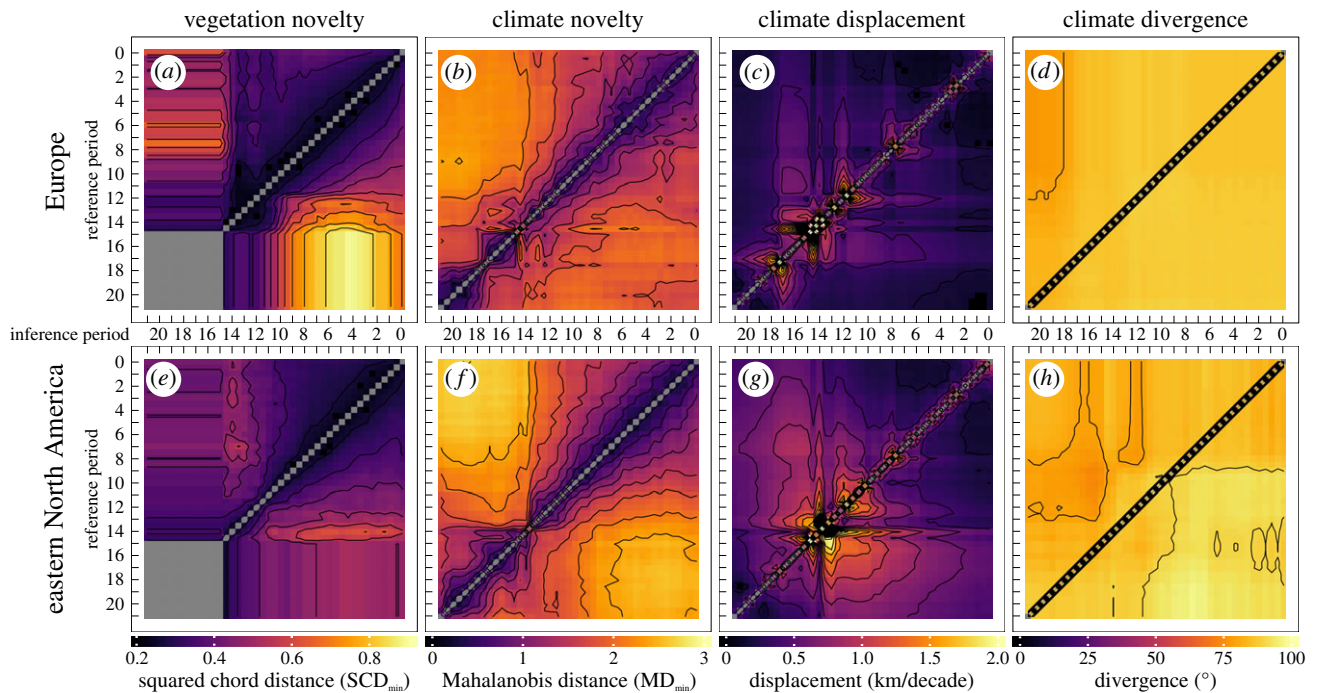 vegetation novelty climate novelty climate displacement climate divergence
Europe
reference period
0
2
4
6
8
10
12
14
16
18
20
(a) (b) (c) (d)
inference period 20 18 16 14 12 10 8 6 4 2 0 20 18 16 14 12 10 8 6 4 2 0 20 18 16 14 12 10 8 6 4 2 0 20 18 16 14 12 10 8 6 4 2 0
eastern North America
reference period
0
2
4
6
8
10
12
14
16
18
20
(e) (f) (g) (h)
0.2 0.4 0.6 0.8 0 1 2 3 0 0.5 1.0 1.5 2.0 0 25 50 75 100
squared chord distance (SCDmin) Mahalanobis distance (MDmin) displacement (km/decade) divergence (°)